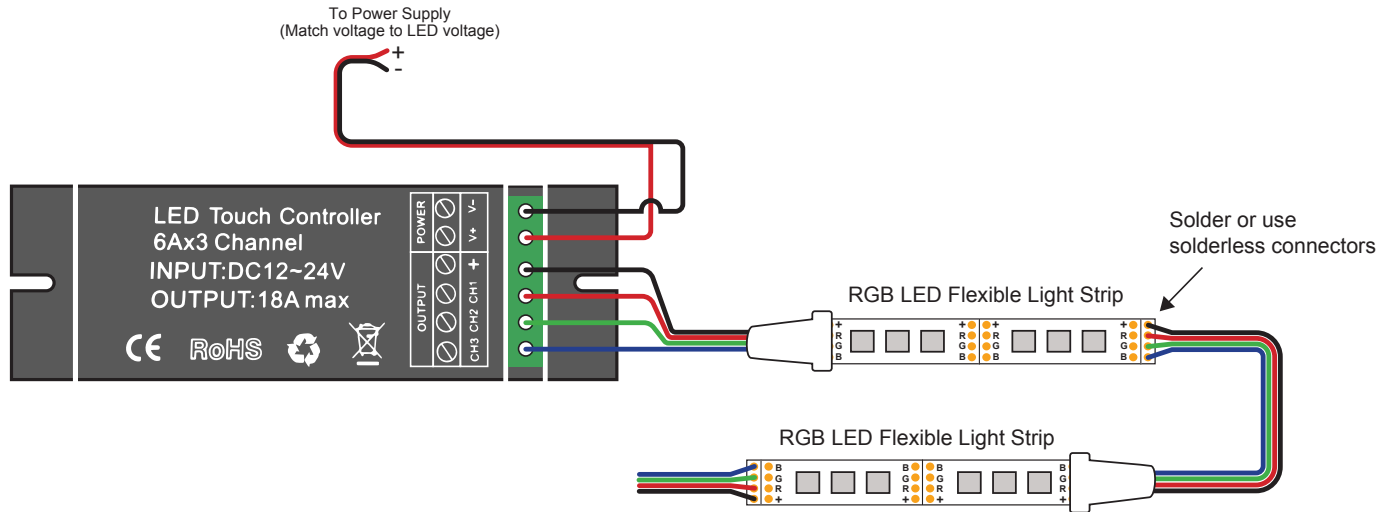 To Power Supply
(Match voltage to LED voltage)
+
-
LED Touch Controller
6Ax3 Channel
INPUT:DC12~24V
OUTPUT:18A max
CE RoHS
POWER
V-
V+
OUTPUT
+
CH1
CH2
CH3
Solder or use
solderless connectors
RGB LED Flexible Light Strip
+ + + + +
R R R R R
G G G G G
B B B B B
RGB LED Flexible Light Strip
B B B B
G G G G
R R R R
+ + + +